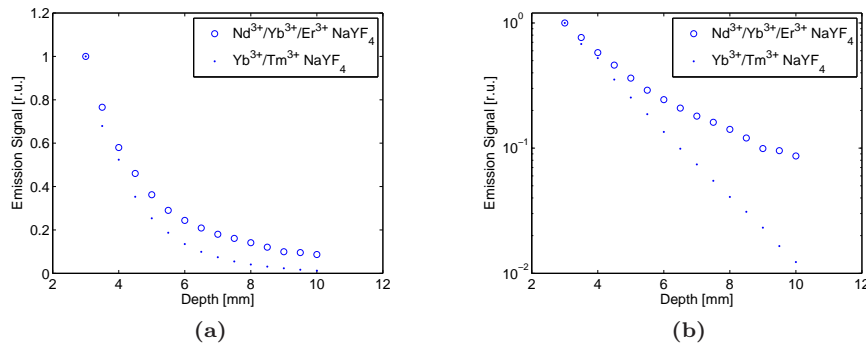 Emission Signal [r.u.]
1.2
1
0.8
0.6
0.4
0.2
0
2 4 6 8 10 12
Depth [mm]
Nd³⁺/Yb³⁺/Er³⁺ NaYF₄
Yb³⁺/Tm³⁺ NaYF₄
(a)
Emission Signal [r.u.]
10⁰
10⁻¹
10⁻²
2 4 6 8 10 12
Depth [mm]
Nd³⁺/Yb³⁺/Er³⁺ NaYF₄
Yb³⁺/Tm³⁺ NaYF₄
(b)